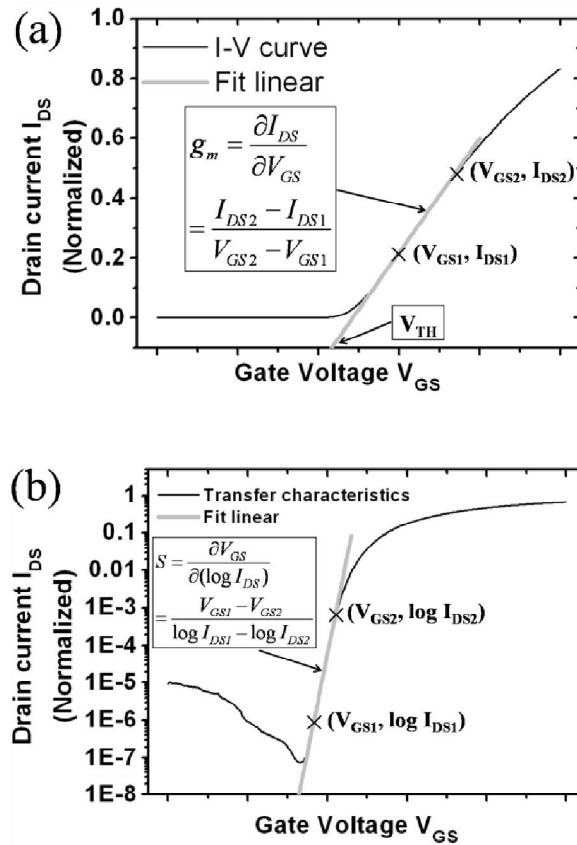 (a)
1.0
0.8
0.6
0.4
0.2
0.0
Drain current I_DS
(Normalized)
I-V curve
Fit linear
g_m = ∂I_DS / ∂V_GS
= (I_DS2 − I_DS1) / (V_GS2 − V_GS1)
(V_GS2, I_DS2)
(V_GS1, I_DS1)
V_TH
Gate Voltage V_GS
(b)
1
0.1
0.01
1E-3
1E-4
1E-5
1E-6
1E-7
1E-8
Drain current I_DS
(Normalized)
Transfer characteristics
Fit linear
S = ∂V_GS / ∂(log I_DS)
= (V_GS1 − V_GS2) / (log I_DS1 − log I_DS2)
(V_GS2, log I_DS2)
(V_GS1, log I_DS1)
Gate Voltage V_GS